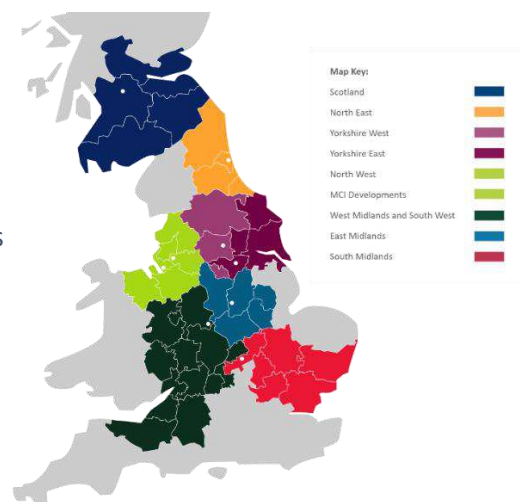 s
Map Key:
Scotland
North East
Yorkshire West
Yorkshire East
North West
MCI Developments
West Midlands and South West
East Midlands
South Midlands